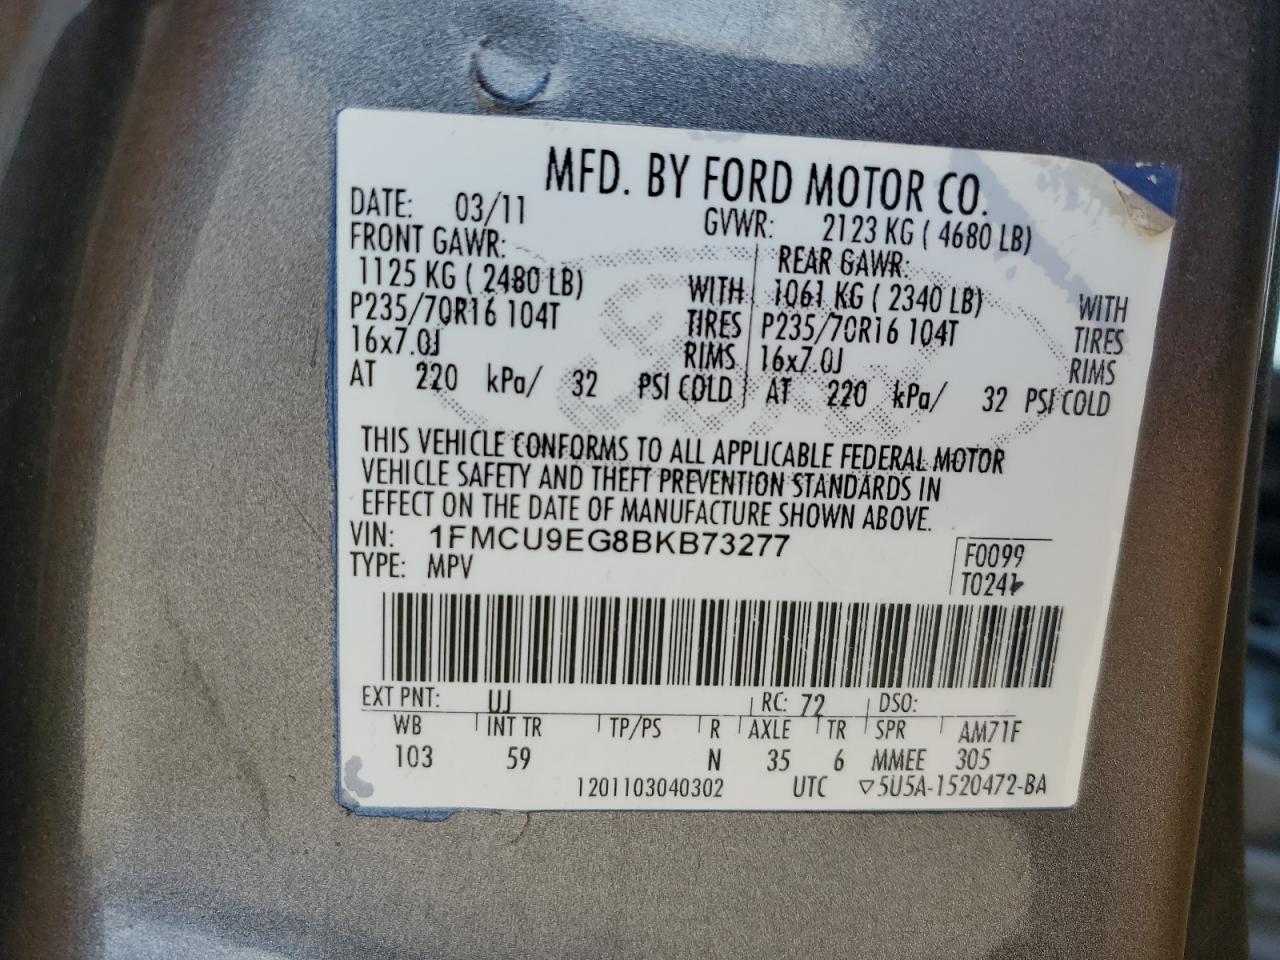 MFD. BY FORD MOTOR CO.
DATE: 03/11 GVWR: 2123 KG ( 4680 LB)
FRONT GAWR: REAR GAWR:
1125 KG ( 2480 LB) WITH 1061 KG ( 2340 LB) WITH
P235/70R16 104T TIRES P235/70R16 104T TIRES
16x7.0J RIMS 16x7.0J RIMS
AT 220 kPa/ 32 PSI COLD AT 220 kPa/ 32 PSI COLD
THIS VEHICLE CONFORMS TO ALL APPLICABLE FEDERAL MOTOR
VEHICLE SAFETY AND THEFT PREVENTION STANDARDS IN
EFFECT ON THE DATE OF MANUFACTURE SHOWN ABOVE.
VIN: 1FMCU9EG8BKB73277 F0099
TYPE: MPV T0241
EXT PNT: UJ RC: 72 DSO:
WB INT TR TP/PS R AXLE TR SPR AM71F
103 59 N 35 6 MMEE 305
1201103040302 UTC ▽5U5A-1520472-BA